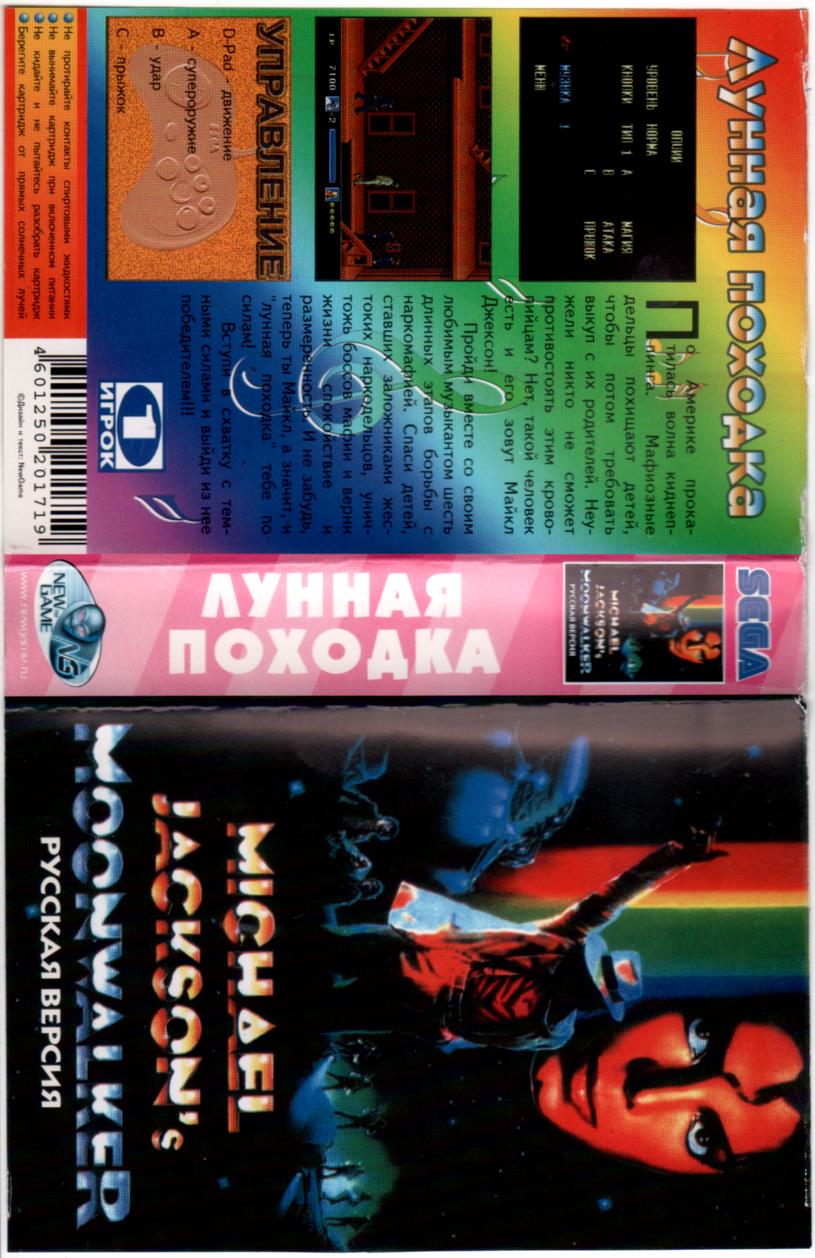 Лунная походка
ОПЦИИ
УРОВЕНЬ НОРМА
КНОПКИ ТИП 1 А МАГИЯ
В АТАКА
С ПРЫЖОК
МУЗЫКА 1
МЕНЮ
По Америке прока-
тилась волна киднеп-
пинга. Мафиозные
дельцы похищают детей,
чтобы потом требовать
выкуп с их родителей. Неу-
жели никто не сможет
противостоять этим крово-
пийцам? Нет, такой человек
есть и его зовут Майкл
Джексон!
Пройди вместе со своим
любимым музыкантом шесть
длинных этапов борьбы с
наркомафией. Спаси детей,
ставших заложниками жес-
токих наркодельцов, унич-
тожь боссов мафии и верни
жизни спокойствие и
размеренность. И не забудь,
теперь ты Майкл, а значит, и
"лунная походка" тебе по
силам!
Вступи в схватку с тем-
ными силами и выйди из нее
победителем!!!
1P 7100 2
УПРАВЛЕНИЕ
SEGA
D-Pad - движение
A - супероружие
B - удар
C - прыжок
1
ИГРОК
Не протирайте контакты спиртовыми жидкостями
Не вынимайте картридж при включенном питании
Не кидайте и не пытайтесь разобрать картридж
Берегите картридж от прямых солнечных лучей
4 601250 201719
©Дизайн и текст: NewGame
SEGA
MICHAEL
JACKSON's
MOONWALKER
РУССКАЯ ВЕРСИЯ
ЛУННАЯ
ПОХОДКА
NEW
GAME
NG
www.newgame.ru
MICHAEL
JACKSON's
MOONWALKER
РУССКАЯ ВЕРСИЯ